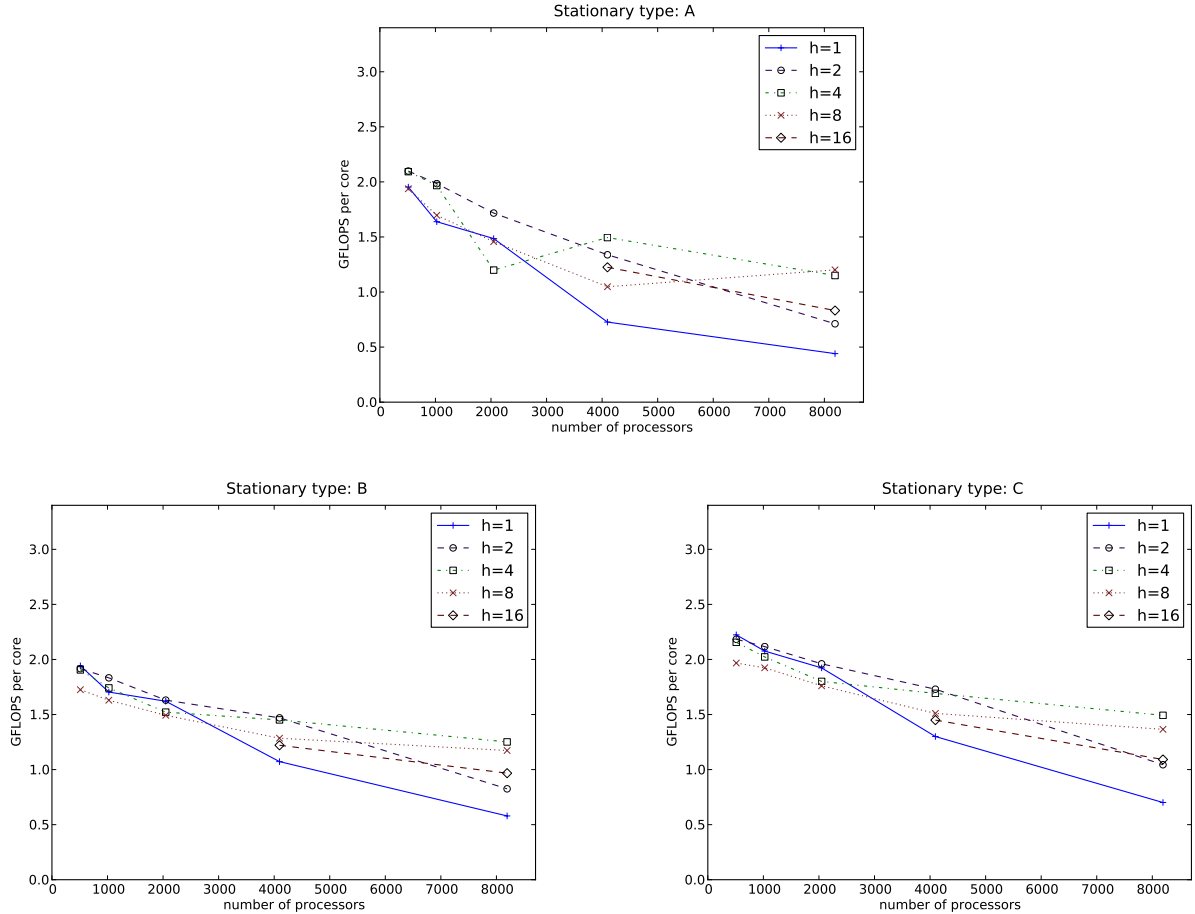 Stationary type: A
GFLOPS per core
3.0
2.5
2.0
1.5
1.0
0.5
0.0
h=1
h=2
h=4
h=8
h=16
0 1000 2000 3000 4000 5000 6000 7000 8000
number of processors
Stationary type: B
GFLOPS per core
3.0
2.5
2.0
1.5
1.0
0.5
0.0
h=1
h=2
h=4
h=8
h=16
0 1000 2000 3000 4000 5000 6000 7000 8000
number of processors
Stationary type: C
GFLOPS per core
3.0
2.5
2.0
1.5
1.0
0.5
0.0
h=1
h=2
h=4
h=8
h=16
0 1000 2000 3000 4000 5000 6000 7000 8000
number of processors